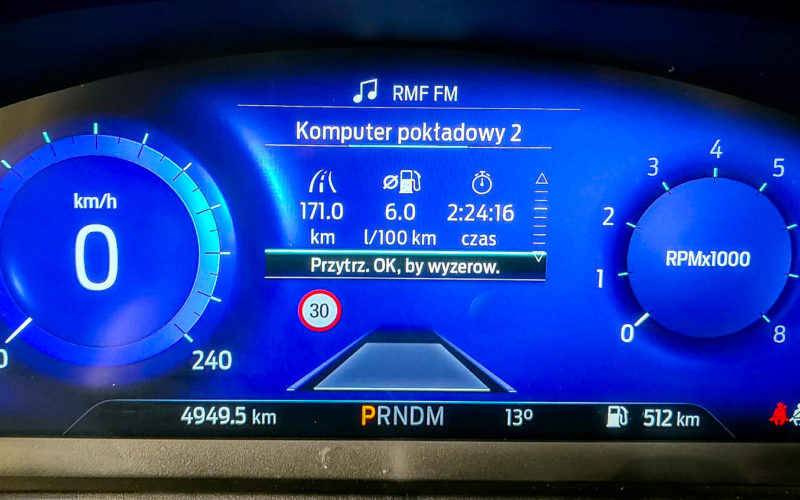 RMF FM
Komputer pokładowy 2
171.0 6.0 2:24:16
km l/100 km czas
Przytrz. OK, by wyzerow.
km/h
0
0 240
30
0 1 2 3 4 5 8
RPMx1000
4949.5 km PRNDM 13° 512 km